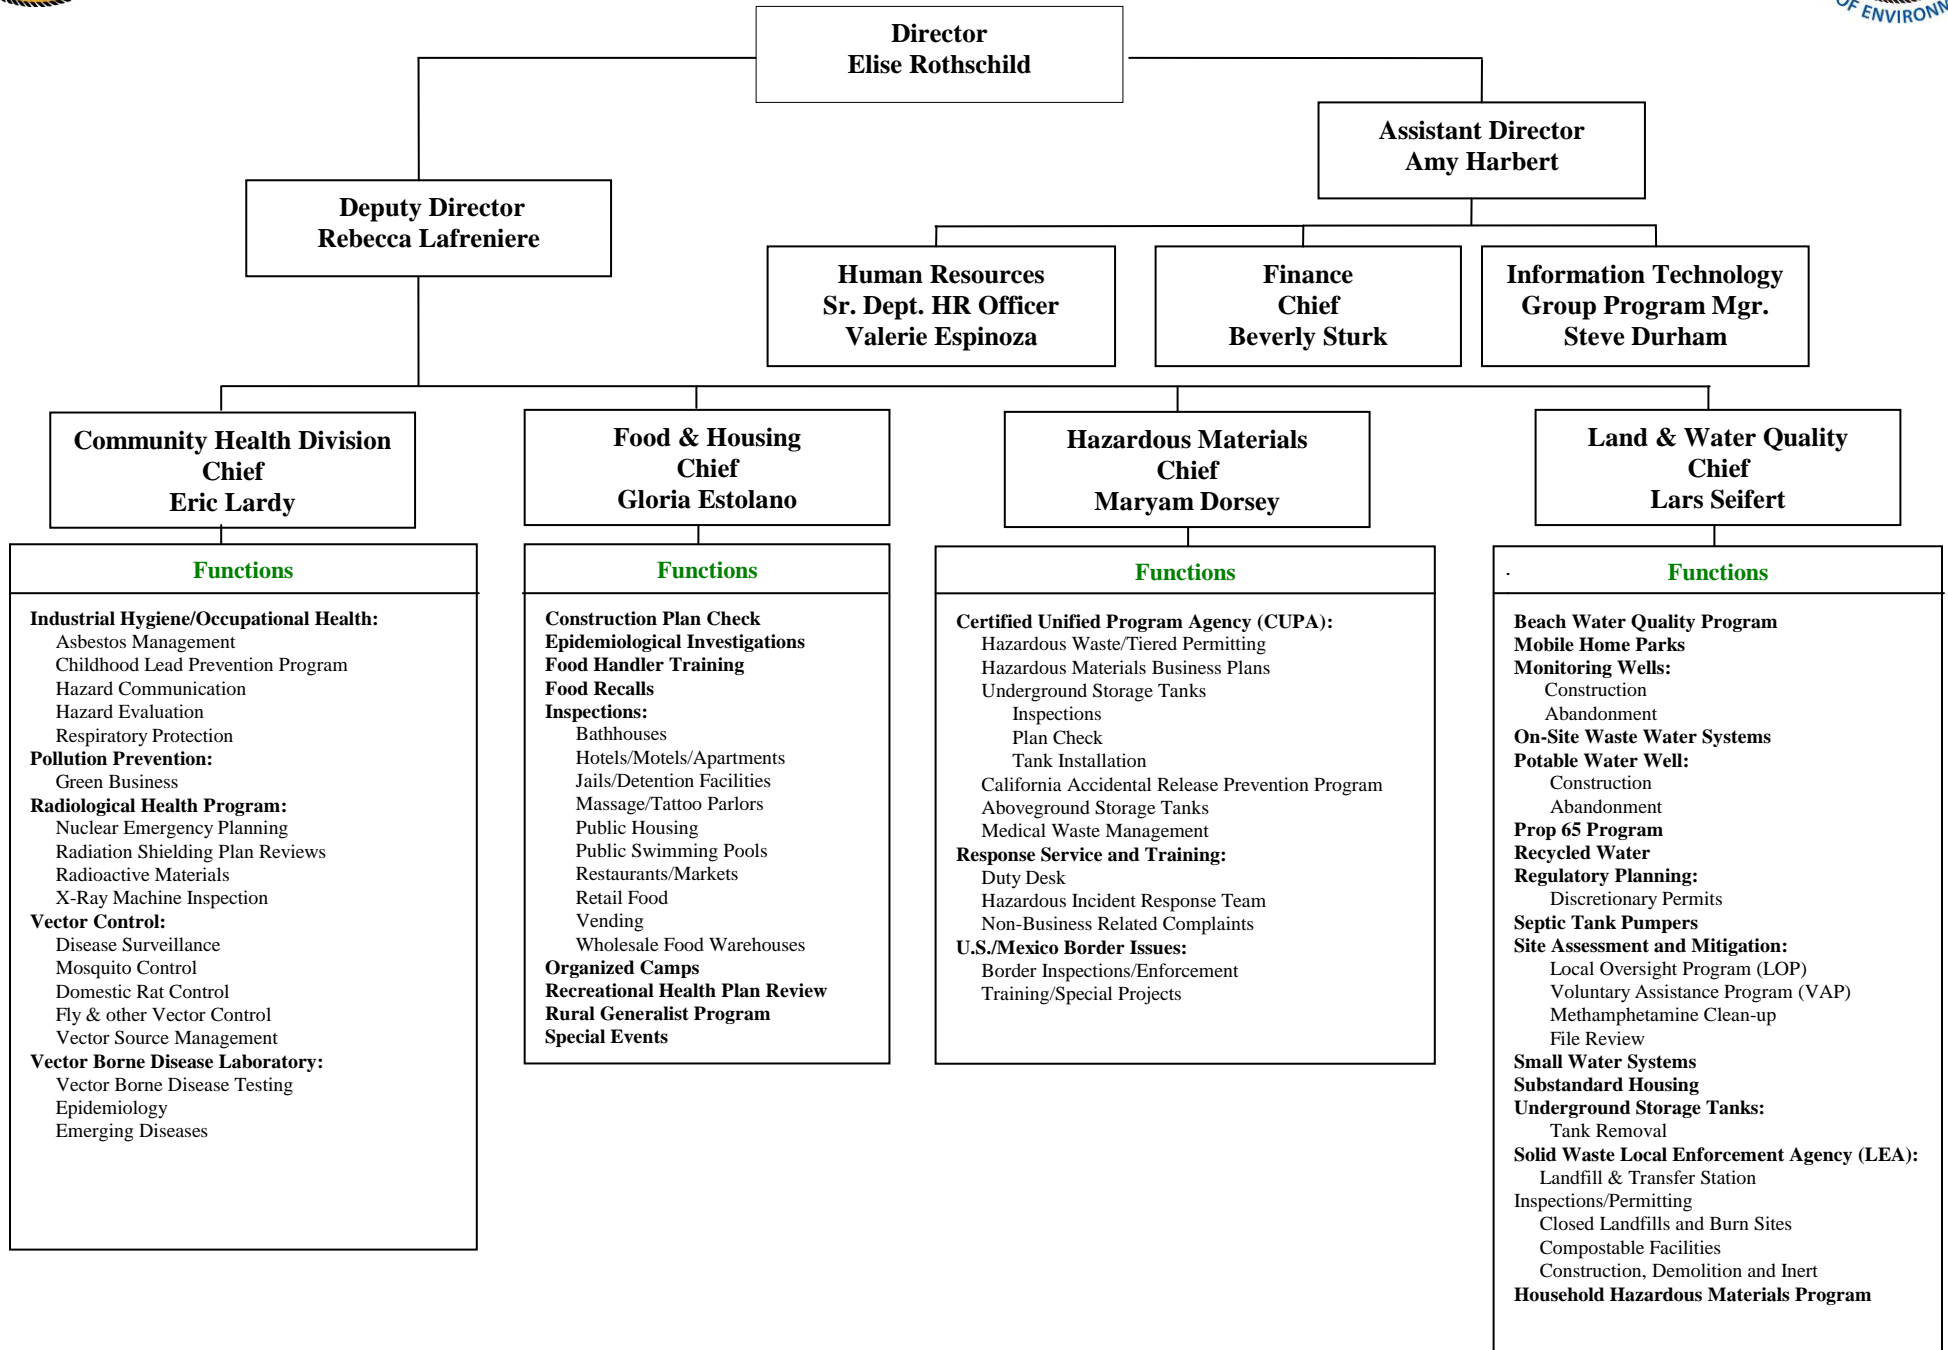 OF ENVIRONM
Director
Elise Rothschild
Assistant Director
Amy Harbert
Deputy Director
Rebecca Lafreniere
Human Resources
Sr. Dept. HR Officer
Valerie Espinoza
Finance
Chief
Beverly Sturk
Information Technology
Group Program Mgr.
Steve Durham
Community Health Division
Chief
Eric Lardy
Food & Housing
Chief
Gloria Estolano
Hazardous Materials
Chief
Maryam Dorsey
Land & Water Quality
Chief
Lars Seifert
Functions
Industrial Hygiene/Occupational Health:
Asbestos Management
Childhood Lead Prevention Program
Hazard Communication
Hazard Evaluation
Respiratory Protection
Pollution Prevention:
Green Business
Radiological Health Program:
Nuclear Emergency Planning
Radiation Shielding Plan Reviews
Radioactive Materials
X-Ray Machine Inspection
Vector Control:
Disease Surveillance
Mosquito Control
Domestic Rat Control
Fly & other Vector Control
Vector Source Management
Vector Borne Disease Laboratory:
Vector Borne Disease Testing
Epidemiology
Emerging Diseases
Functions
Construction Plan Check
Epidemiological Investigations
Food Handler Training
Food Recalls
Inspections:
Bathhouses
Hotels/Motels/Apartments
Jails/Detention Facilities
Massage/Tattoo Parlors
Public Housing
Public Swimming Pools
Restaurants/Markets
Retail Food
Vending
Wholesale Food Warehouses
Organized Camps
Recreational Health Plan Review
Rural Generalist Program
Special Events
Functions
Certified Unified Program Agency (CUPA):
Hazardous Waste/Tiered Permitting
Hazardous Materials Business Plans
Underground Storage Tanks
Inspections
Plan Check
Tank Installation
California Accidental Release Prevention Program
Aboveground Storage Tanks
Medical Waste Management
Response Service and Training:
Duty Desk
Hazardous Incident Response Team
Non-Business Related Complaints
U.S./Mexico Border Issues:
Border Inspections/Enforcement
Training/Special Projects
. Functions
Beach Water Quality Program
Mobile Home Parks
Monitoring Wells:
Construction
Abandonment
On-Site Waste Water Systems
Potable Water Well:
Construction
Abandonment
Prop 65 Program
Recycled Water
Regulatory Planning:
Discretionary Permits
Septic Tank Pumpers
Site Assessment and Mitigation:
Local Oversight Program (LOP)
Voluntary Assistance Program (VAP)
Methamphetamine Clean-up
File Review
Small Water Systems
Substandard Housing
Underground Storage Tanks:
Tank Removal
Solid Waste Local Enforcement Agency (LEA):
Landfill & Transfer Station
Inspections/Permitting
Closed Landfills and Burn Sites
Compostable Facilities
Construction, Demolition and Inert
Household Hazardous Materials Program